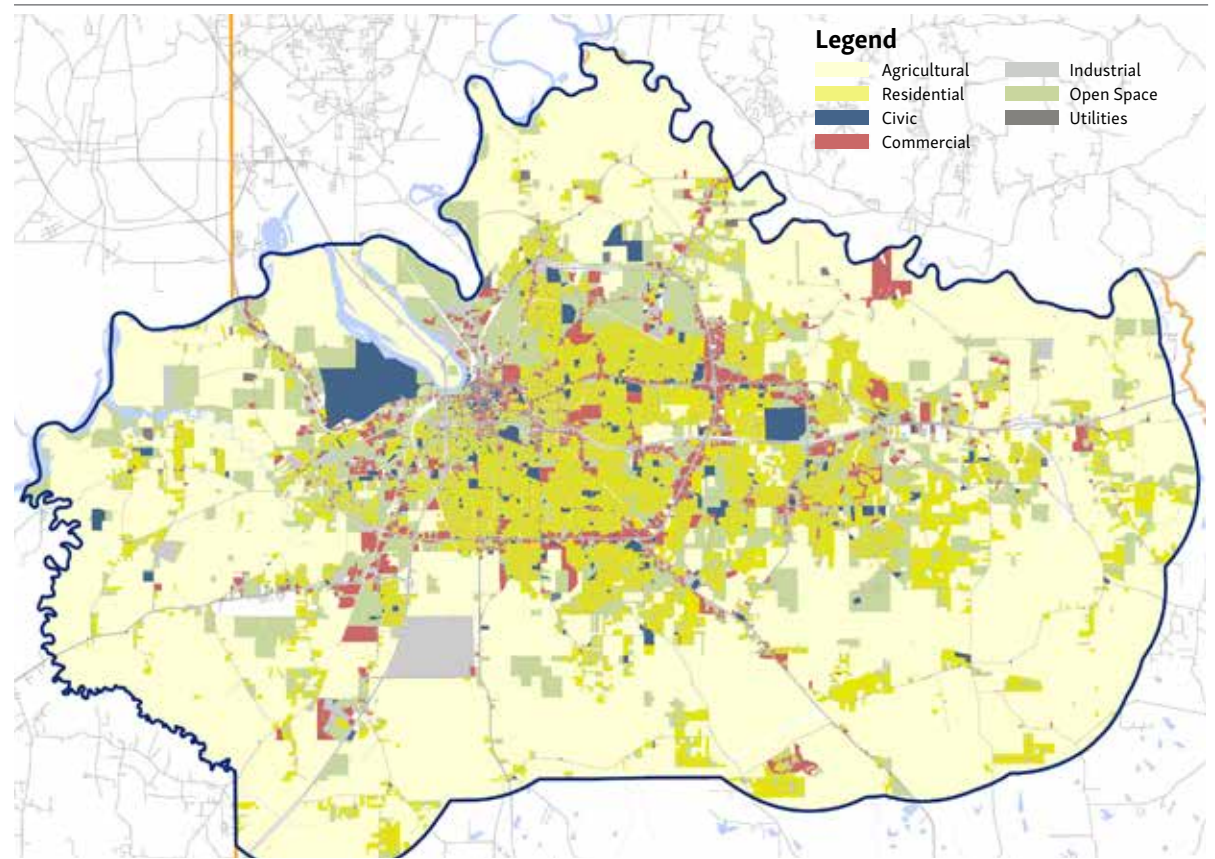 Legend
Agricultural
Residential
Civic
Commercial
Industrial
Open Space
Utilities